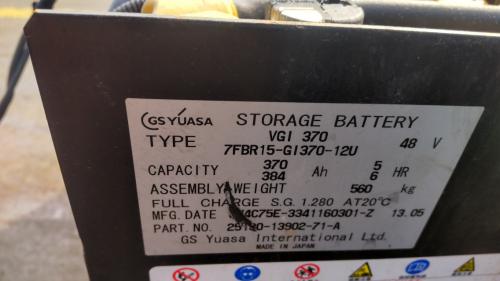 GS YUASA STORAGE BATTERY
TYPE VGI 370 48 V
7FBR15-GI370-12U
CAPACITY 370 Ah 5 HR
384 6
ASSEMBLY WEIGHT 560 kg
FULL CHARGE S.G. 1.280 AT20°C
MFG. DATE 13.05
PART. NO.
GS Yuasa International Ltd.
MADE IN JAPAN